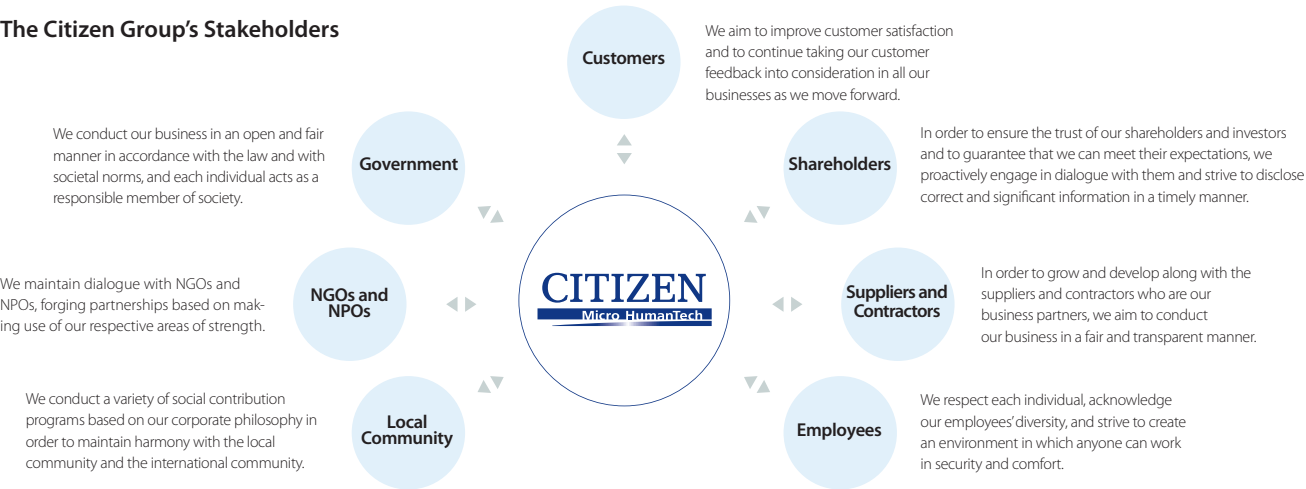 The Citizen Group’s Stakeholders
Customers
We aim to improve customer satisfaction
and to continue taking our customer
feedback into consideration in all our
businesses as we move forward.
Government
We conduct our business in an open and fair
manner in accordance with the law and with
societal norms, and each individual acts as a
responsible member of society.
Shareholders
In order to ensure the trust of our shareholders and investors
and to guarantee that we can meet their expectations, we
proactively engage in dialogue with them and strive to disclose
correct and significant information in a timely manner.
NGOs and
NPOs
We maintain dialogue with NGOs and
NPOs, forging partnerships based on mak-
ing use of our respective areas of strength.
CITIZEN
Micro HumanTech
Suppliers and
Contractors
In order to grow and develop along with the
suppliers and contractors who are our
business partners, we aim to conduct
our business in a fair and transparent manner.
Local
Community
We conduct a variety of social contribution
programs based on our corporate philosophy in
order to maintain harmony with the local
community and the international community.
Employees
We respect each individual, acknowledge
our employees’ diversity, and strive to create
an environment in which anyone can work
in security and comfort.